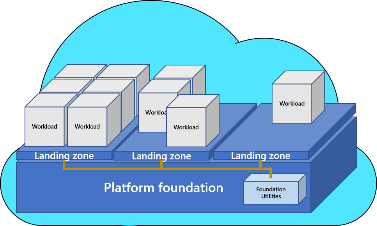 Workload
Workload
Workload
Workload
Workload
Landing zone
Landing zone
Landing zone
Platform foundation
Foundation
Utilities